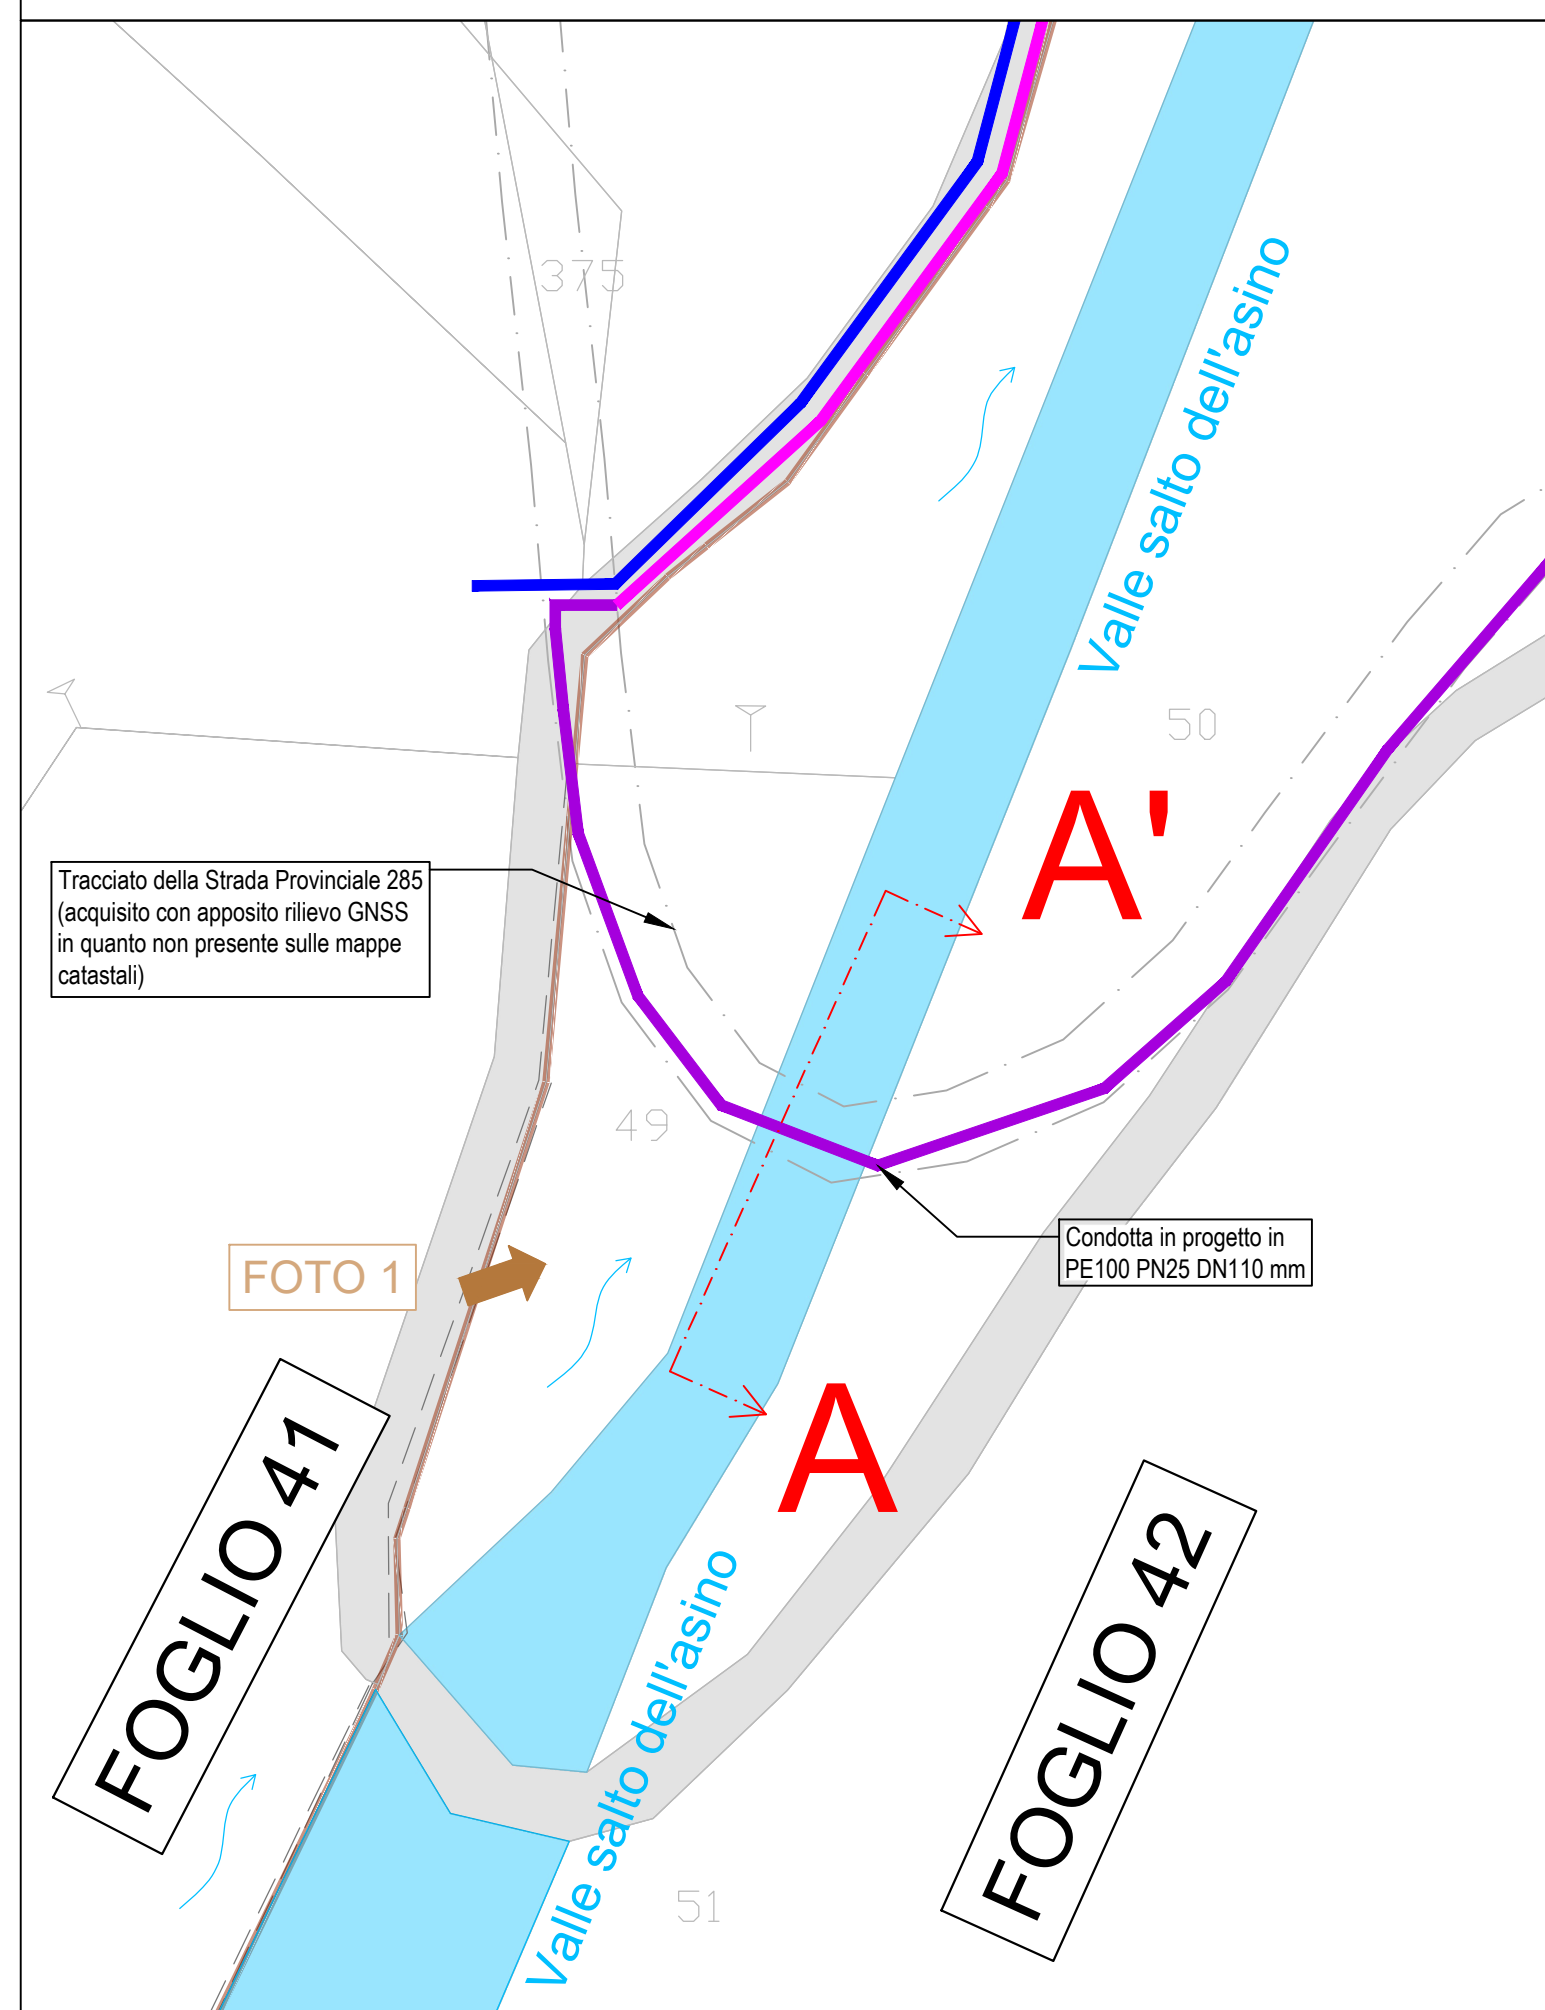 375
Valle salto dell'asino
50
A'
Tracciato della Strada Provinciale 285
(acquisito con apposito rilievo GNSS
in quanto non presente sulle mappe
catastali)
49
Condotta in progetto in
PE100 PN25 DN110 mm
FOTO 1
A
FOGLIO 41
FOGLIO 42
Valle salto dell'asino
51